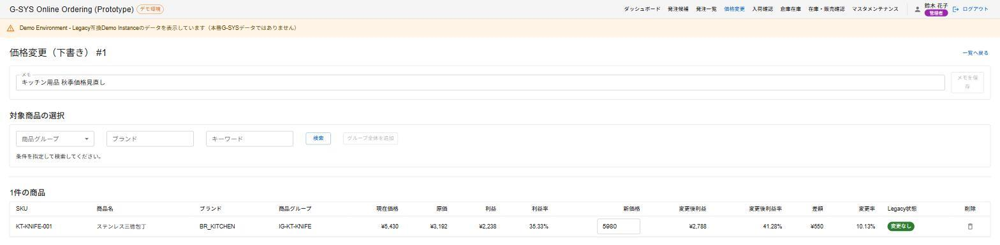 G-SYS Online Ordering (Prototype) デモ環境 ダッシュボード 発注候補 発注一覧 価格変更 入荷確認 倉庫在庫 在庫・販売確認 マスタメンテナンス 鈴木 花子 管理者 ログアウト
Demo Environment - Legacy互換Demo Instanceのデータを表示しています（本番G-SYSデータではありません）
価格変更（下書き） #1 一覧へ戻る
メモ
キッチン用品 秋季価格見直し
メモを保
存
対象商品の選択
商品グループ ブランド キーワード 検索 グループ全体を追加
条件を指定して検索してください。
1件の商品
SKU 商品名 ブランド 商品グループ 現在価格 原価 利益 利益率 新価格 変更後利益 変更後利益率 差額 変更率 Legacy状態 削除
KT-KNIFE-001 ステンレス三徳包丁 BR_KITCHEN IG-KT-KNIFE ¥5,430 ¥3,192 ¥2,238 35.33% 5980 ¥2,788 41.28% ¥550 10.13% 変更なし